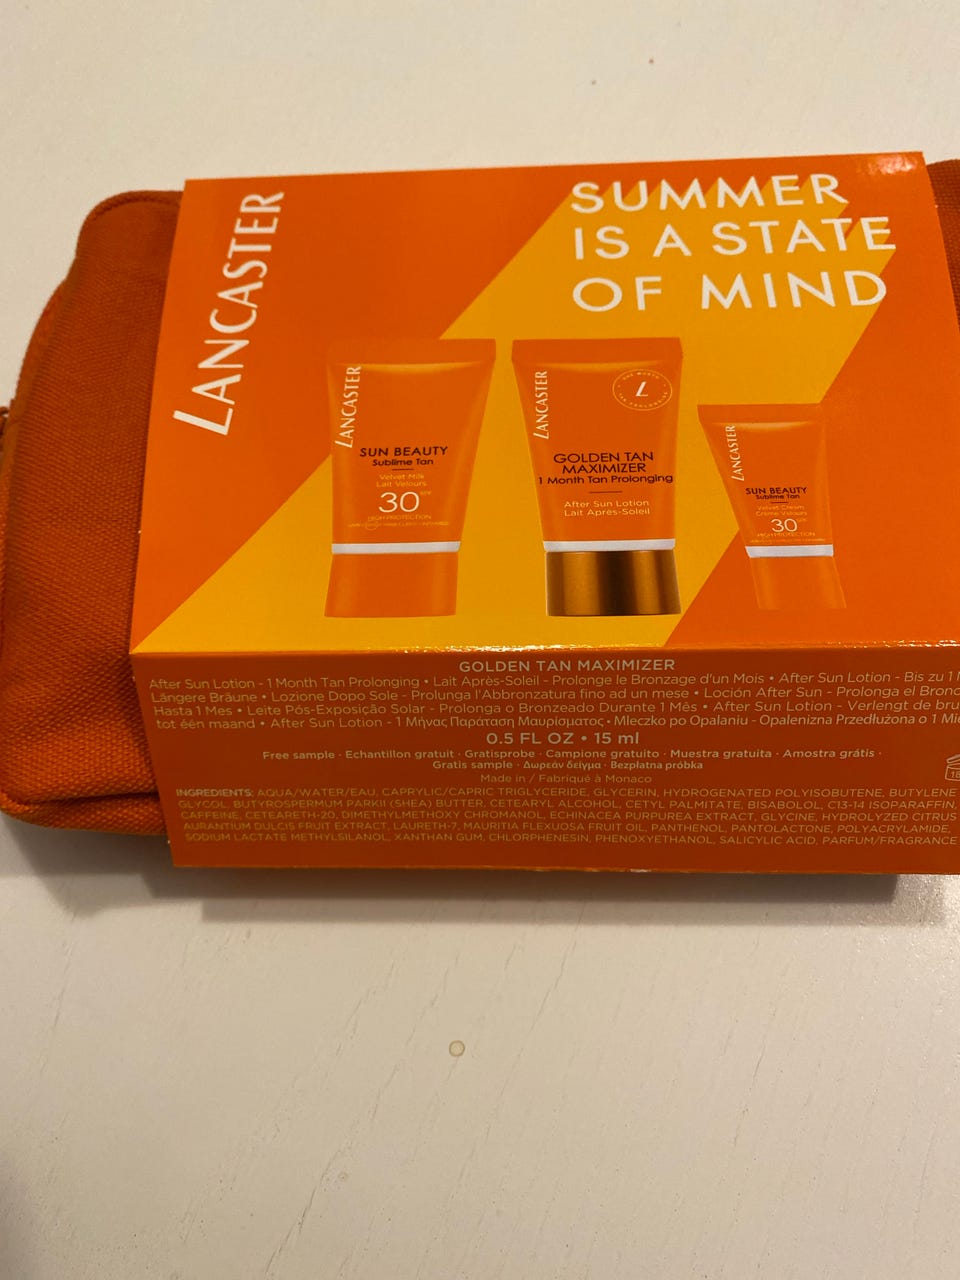 LANCASTER
SUMMER
IS A STATE
OF MIND
LANCASTER
SUN BEAUTY
Sublime Tan
Velvet Milk
Lait Velours
30 SPF
HIGH PROTECTION
LANCASTER
L
GOLDEN TAN
MAXIMIZER
1 Month Tan Prolonging
After Sun Lotion
Lait Après-Soleil
LANCASTER
SUN BEAUTY
Sublime Tan
Velvet Cream
Crème Velours
30
HIGH PROTECTION
GOLDEN TAN MAXIMIZER
After Sun Lotion - 1 Month Tan Prolonging • Lait Après-Soleil - Prolonge le Bronzage d'un Mois • After Sun Lotion - Bis zu 1
Längere Bräune • Lozione Dopo Sole - Prolunga l'Abbronzatura fino ad un mese • Loción After Sun - Prolonga el
Hasta 1 Mes • Leite Pós-Exposição Solar - Prolonga o Bronzeado Durante 1 Mês • After Sun Lotion - Verlengt de
tot één maand • After Sun Lotion - 1 Μήνας Παράταση Μαυρίσματος • Mleczko po Opalaniu - Opalenizna Przedłużona o 1
0.5 FL OZ • 15 ml
Free sample · Echantillon gratuit · Gratisprobe · Campione gratuito · Muestra gratuita · Amostra grátis ·
Gratis sample · Δωρεάν δείγμα · Bezpłatna próbka
Made in / Fabriqué à Monaco
INGREDIENTS: AQUA/WATER/EAU, CAPRYLIC/CAPRIC TRIGLYCERIDE, GLYCERIN, HYDROGENATED POLYISOBUTENE, BUTYLENE
GLYCOL, BUTYROSPERMUM PARKII (SHEA) BUTTER, CETEARYL ALCOHOL, CETYL PALMITATE, BISABOLOL, C13-14 ISOPARAFFIN,
CAFFEINE, CETEARETH-20, DIMETHYLMETHOXY CHROMANOL, ECHINACEA PURPUREA EXTRACT, GLYCINE, HYDROLYZED CITRUS
AURANTIUM DULCIS FRUIT EXTRACT, LAURETH-7, MAURITIA FLEXUOSA FRUIT OIL, PANTHENOL, PANTOLACTONE, POLYACRYLAMIDE,
SODIUM LACTATE METHYLSILANOL, XANTHAN GUM, CHLORPHENESIN, PHENOXYETHANOL, SALICYLIC ACID, PARFUM/FRAGRANCE